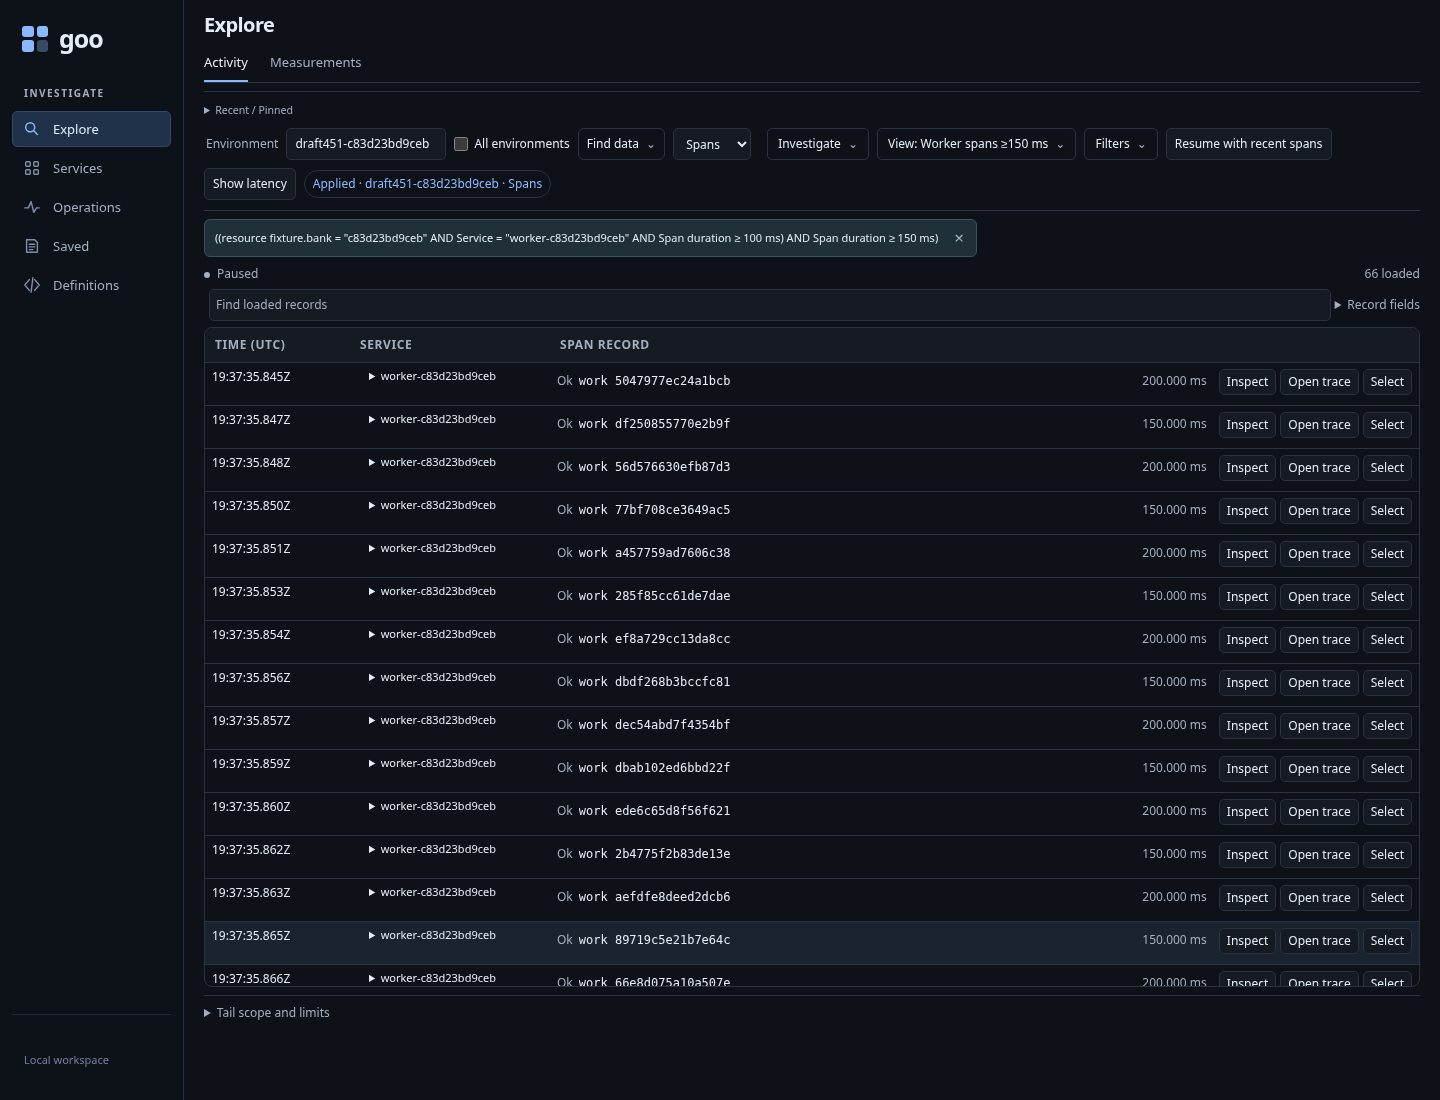 goo
INVESTIGATE
Explore
Services
Operations
Saved
Definitions
Local workspace
Explore
Activity Measurements
Recent / Pinned
Environment draft451-c83d23bd9ceb All environments Find data Spans Investigate View: Worker spans ≥150 ms Filters Resume with recent spans
Show latency Applied · draft451-c83d23bd9ceb · Spans
((resource fixture.bank = "c83d23bd9ceb" AND Service = "worker-c83d23bd9ceb" AND Span duration ≥ 100 ms) AND Span duration ≥ 150 ms) ✕
Paused 66 loaded
Find loaded records Record fields
TIME (UTC) SERVICE SPAN RECORD
19:37:35.845Z worker-c83d23bd9ceb Ok work 5047977ec24a1bcb 200.000 ms Inspect Open trace Select
19:37:35.847Z worker-c83d23bd9ceb Ok work df250855770e2b9f 150.000 ms Inspect Open trace Select
19:37:35.848Z worker-c83d23bd9ceb Ok work 56d576630efb87d3 200.000 ms Inspect Open trace Select
19:37:35.850Z worker-c83d23bd9ceb Ok work 77bf708ce3649ac5 150.000 ms Inspect Open trace Select
19:37:35.851Z worker-c83d23bd9ceb Ok work a457759ad7606c38 200.000 ms Inspect Open trace Select
19:37:35.853Z worker-c83d23bd9ceb Ok work 285f85cc61de7dae 150.000 ms Inspect Open trace Select
19:37:35.854Z worker-c83d23bd9ceb Ok work ef8a729cc13da8cc 200.000 ms Inspect Open trace Select
19:37:35.856Z worker-c83d23bd9ceb Ok work dbdf268b3bccfc81 150.000 ms Inspect Open trace Select
19:37:35.857Z worker-c83d23bd9ceb Ok work dec54abd7f4354bf 200.000 ms Inspect Open trace Select
19:37:35.859Z worker-c83d23bd9ceb Ok work dbab102ed6bbd22f 150.000 ms Inspect Open trace Select
19:37:35.860Z worker-c83d23bd9ceb Ok work ede6c65d8f56f621 200.000 ms Inspect Open trace Select
19:37:35.862Z worker-c83d23bd9ceb Ok work 2b4775f2b83de13e 150.000 ms Inspect Open trace Select
19:37:35.863Z worker-c83d23bd9ceb Ok work aefdfe8deed2dcb6 200.000 ms Inspect Open trace Select
19:37:35.865Z worker-c83d23bd9ceb Ok work 89719c5e21b7e64c 150.000 ms Inspect Open trace Select
19:37:35.866Z worker-c83d23bd9ceb Ok work 66e8d075a10a507e 200.000 ms Inspect Open trace Select
Tail scope and limits